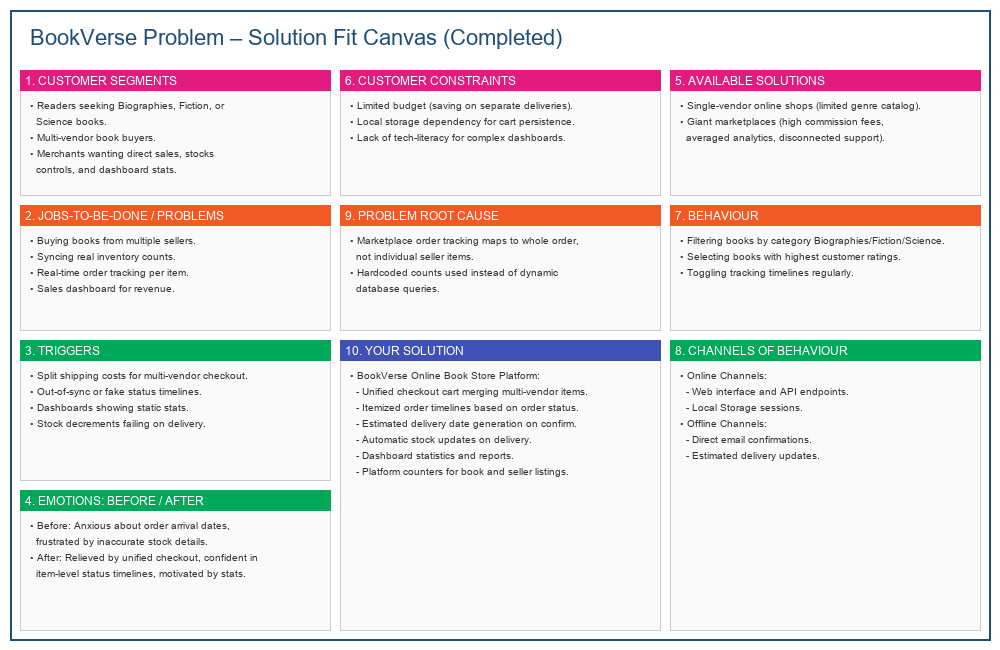 BookVerse Problem – Solution Fit Canvas (Completed)
1. CUSTOMER SEGMENTS
• Readers seeking Biographies, Fiction, or
Science books.
• Multi-vendor book buyers.
• Merchants wanting direct sales, stocks
controls, and dashboard stats.
6. CUSTOMER CONSTRAINTS
• Limited budget (saving on separate deliveries).
• Local storage dependency for cart persistence.
• Lack of tech-literacy for complex dashboards.
5. AVAILABLE SOLUTIONS
• Single-vendor online shops (limited genre catalog).
• Giant marketplaces (high commission fees,
averaged analytics, disconnected support).
2. JOBS-TO-BE-DONE / PROBLEMS
• Buying books from multiple sellers.
• Syncing real inventory counts.
• Real-time order tracking per item.
• Sales dashboard for revenue.
9. PROBLEM ROOT CAUSE
• Marketplace order tracking maps to whole order,
not individual seller items.
• Hardcoded counts used instead of dynamic
database queries.
7. BEHAVIOUR
• Filtering books by category Biographies/Fiction/Science.
• Selecting books with highest customer ratings.
• Toggling tracking timelines regularly.
3. TRIGGERS
• Split shipping costs for multi-vendor checkout.
• Out-of-sync or fake status timelines.
• Dashboards showing static stats.
• Stock decrements failing on delivery.
4. EMOTIONS: BEFORE / AFTER
• Before: Anxious about order arrival dates,
frustrated by inaccurate stock details.
• After: Relieved by unified checkout, confident in
item-level status timelines, motivated by stats.
10. YOUR SOLUTION
• BookVerse Online Book Store Platform:
- Unified checkout cart merging multi-vendor items.
- Itemized order timelines based on order status.
- Estimated delivery date generation on confirm.
- Automatic stock updates on delivery.
- Dashboard statistics and reports.
- Platform counters for book and seller listings.
8. CHANNELS OF BEHAVIOUR
• Online Channels:
- Web interface and API endpoints.
- Local Storage sessions.
• Offline Channels:
- Direct email confirmations.
- Estimated delivery updates.